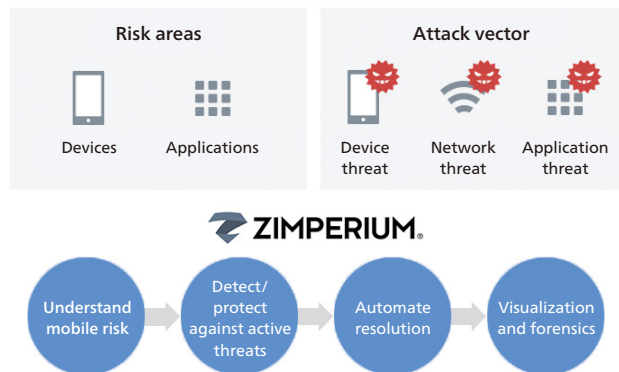 Risk areas
Devices
Applications
Attack vector
Device
threat
Network
threat
Application
threat
ZIMPERIUM®
Understand
mobile risk
Detect/
protect
against active
threats
Automate
resolution
Visualization
and forensics